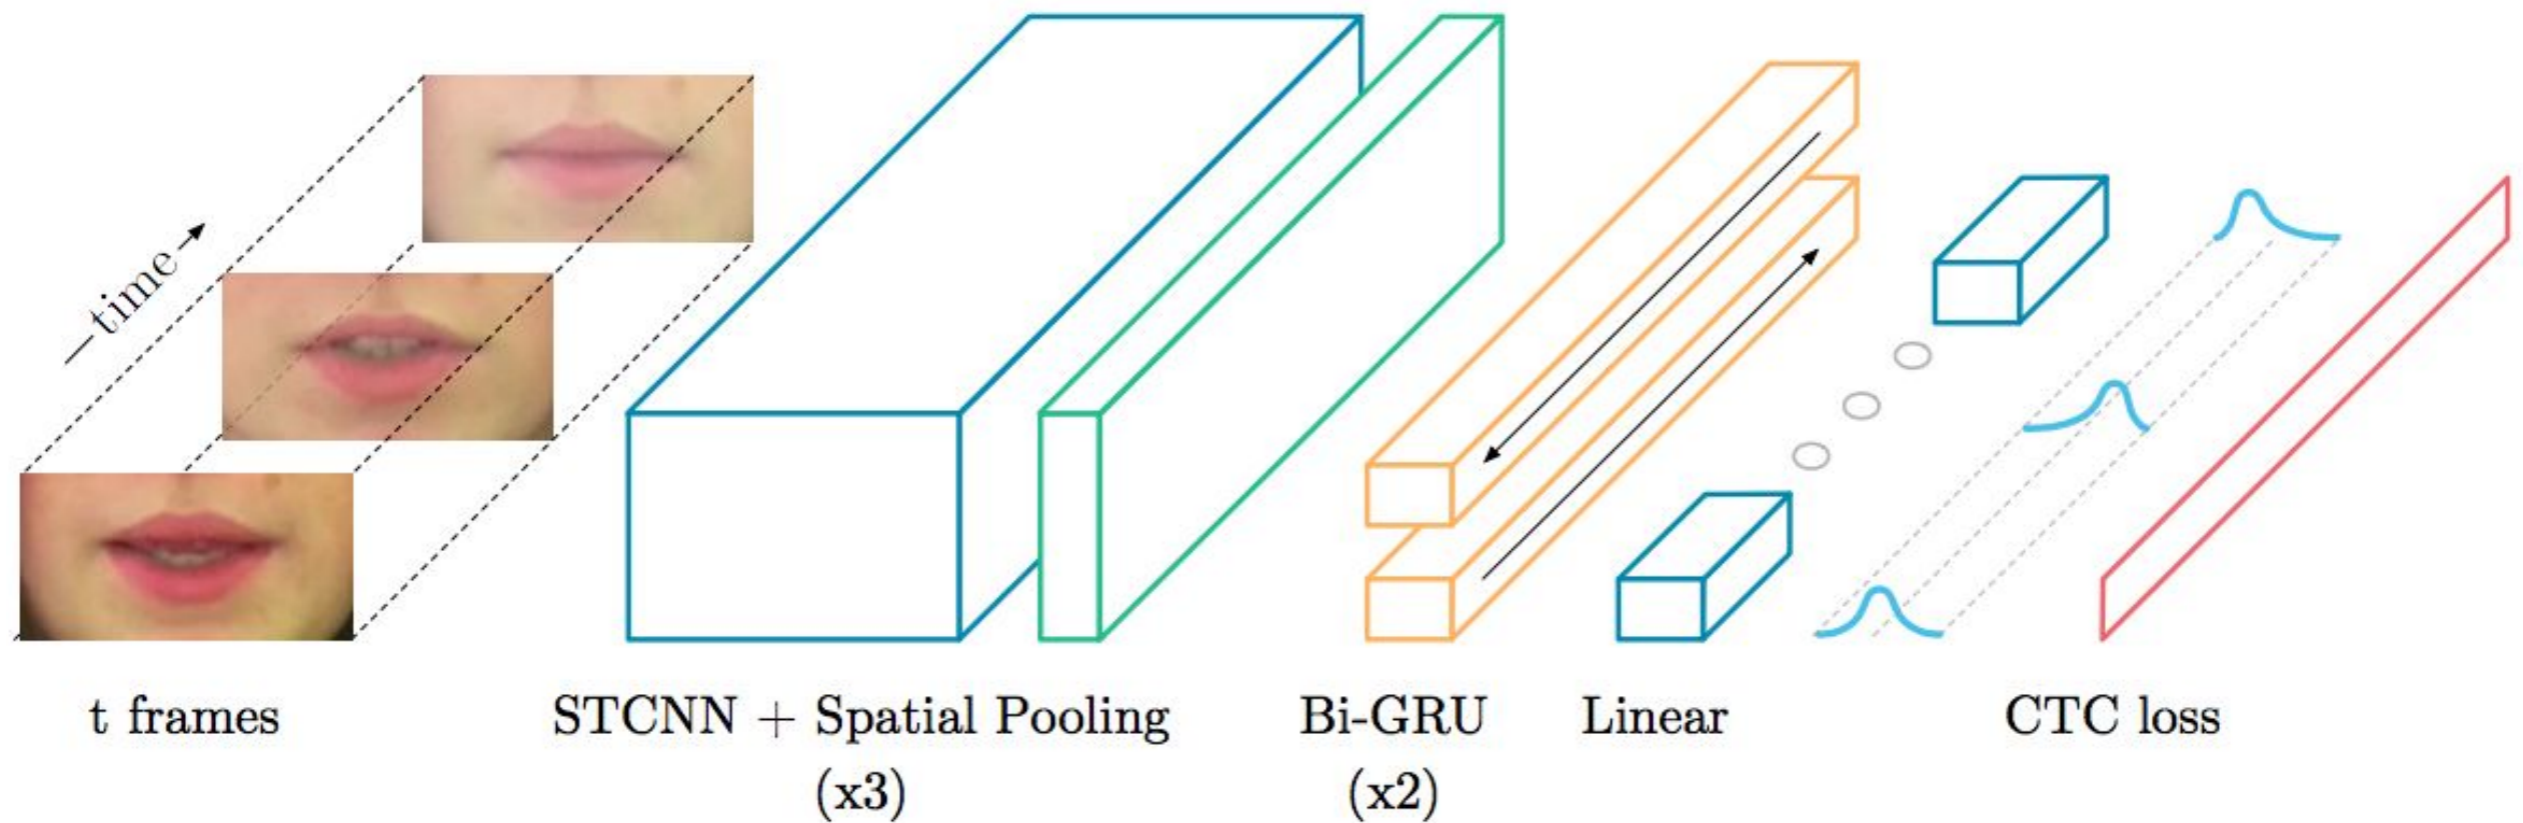 time
t frames
STCNN + Spatial Pooling
(x3)
Bi-GRU
(x2)
Linear
CTC loss